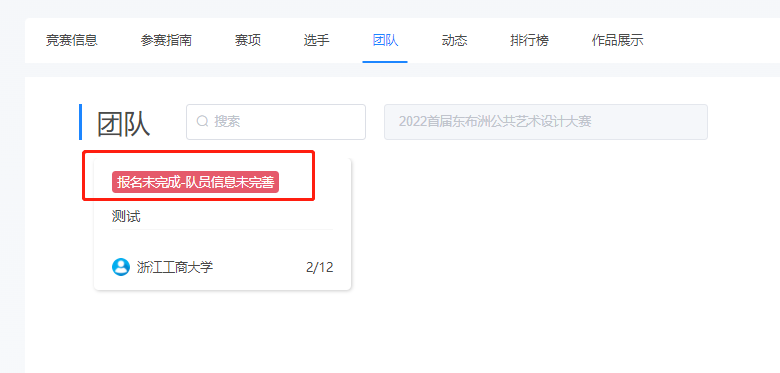 竞赛信息 参赛指南 赛项 选手 团队 动态 排行榜 作品展示
团队 搜索 2022首届东布洲公共艺术设计大赛
报名未完成-队员信息未完善
测试
浙江工商大学 2/12